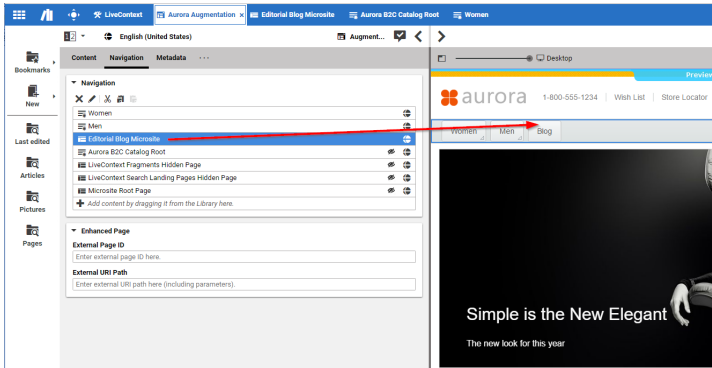 LiveContext
Aurora Augmentation ×
Editorial Blog Microsite
Aurora B2C Catalog Root
Women
English (United States)
Augment...
Bookmarks
New
Last edited
Articles
Pictures
Pages
Content Navigation Metadata ...
Navigation
Women
Men
Editorial Blog Microsite
Aurora B2C Catalog Root
LiveContext Fragments Hidden Page
LiveContext Search Landing Pages Hidden Page
Microsite Root Page
Add content by dragging it from the Library here.
Enhanced Page
External Page ID
Enter external page ID here.
External URI Path
Enter external URI path here (including parameters).
Desktop
Preview
aurora
1-800-555-1234 | Wish List | Store Locator
Women Men Blog
Simple is the New Elegant
The new look for this year